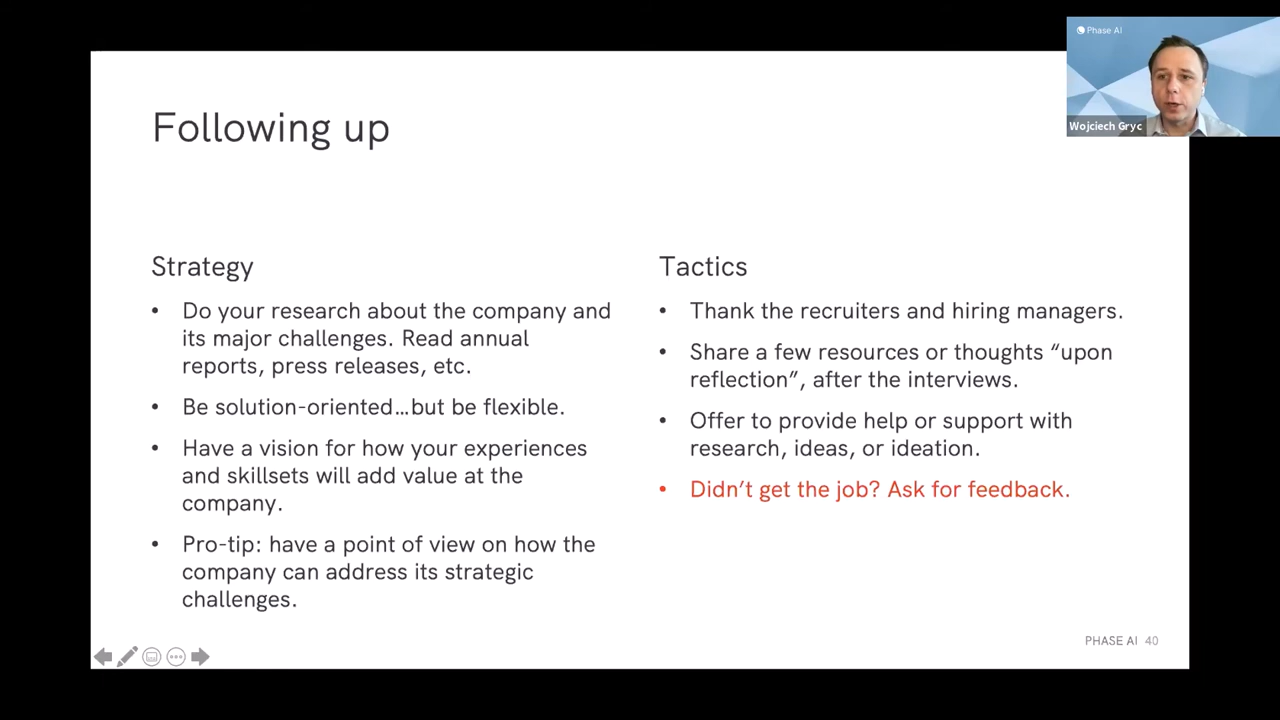 Phase AI
Wojciech Gryc
Following up
Strategy
• Do your research about the company and
its major challenges. Read annual
reports, press releases, etc.
• Be solution-oriented…but be flexible.
• Have a vision for how your experiences
and skillsets will add value at the
company.
• Pro-tip: have a point of view on how the
company can address its strategic
challenges.
Tactics
• Thank the recruiters and hiring managers.
• Share a few resources or thoughts “upon
reflection”, after the interviews.
• Offer to provide help or support with
research, ideas, or ideation.
• Didn’t get the job? Ask for feedback.
PHASE AI 40